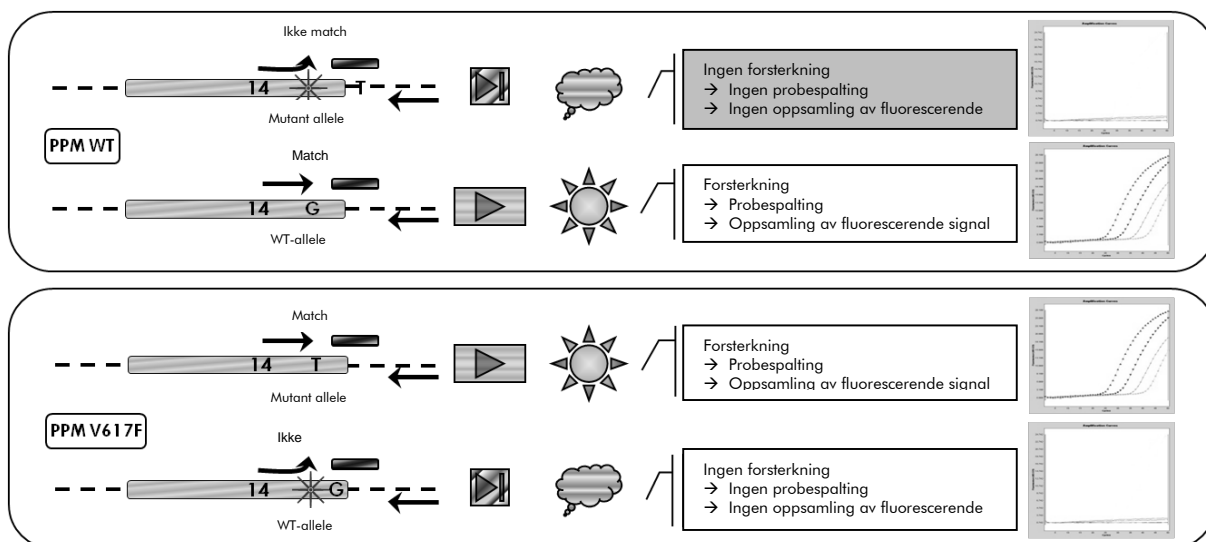 Ikke match
14
T
Mutant allele
Ingen forsterkning
→ Ingen probespalting
→ Ingen oppsamling av fluorescerende
PPM WT
Match
14 G
WT-allele
Forsterkning
→ Probespalting
→ Oppsamling av fluorescerende signal
Match
14 T
Mutant allele
Forsterkning
→ Probespalting
→ Oppsamling av fluorescerende signal
PPM V617F
Ikke
14 G
WT-allele
Ingen forsterkning
→ Ingen probespalting
→ Ingen oppsamling av fluorescerende